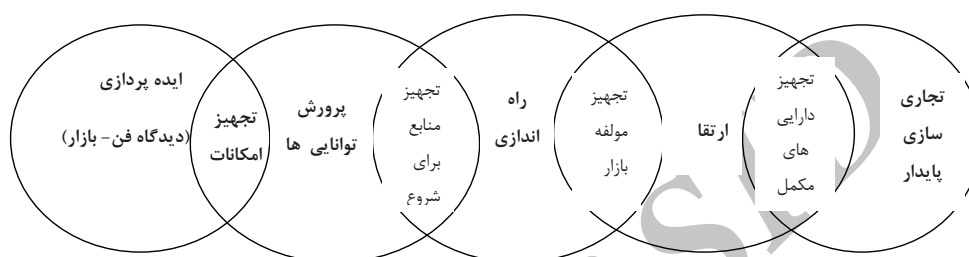 ایده پردازی
(دیدگاه فن- بازار)
تجهیز
امکانات
پرورش
توانایی ها
تجهیز
منابع
برای
شروع
راه
اندازی
تجهیز
مولفه
بازار
ارتقا
تجهیز
دارایی
های
مکمل
تجاری
سازی
پایدار